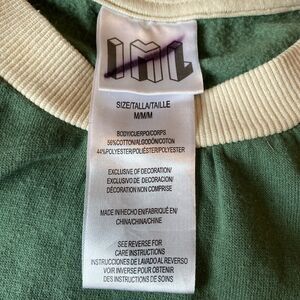 IML
SIZE/TALLA/TAILLE
M/M/M
BODY/CUERPO/CORPS
56%COTTON/ALGODÓN/COTON
44%POLYESTER/POLIÉSTER/POLYESTER
EXCLUSIVE OF DECORATION/
EXCLUSIVO DE DECORACION/
DÉCORATION NON COMPRISE
MADE IN/HECHO EN/FABRIQUÉ EN/
CHINA/CHINA/CHINE
SEE REVERSE FOR
CARE INSTRUCTIONS
INSTRUCCIONES DE LAVADO AL REVERSO
VOIR INVERSE POUR OBTENIR
DES INSTRUCTIONS DE SOINS